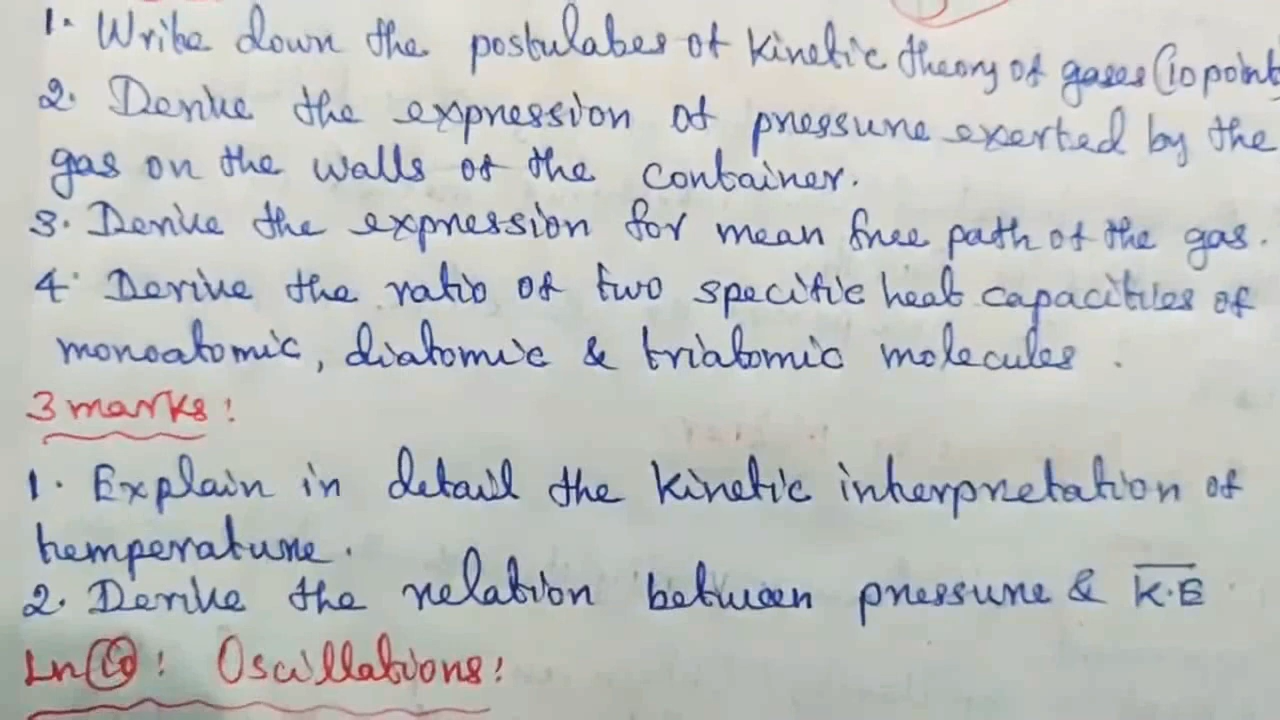 1. Write down the postulates of kinetic theory of gases (10 point
2. Derive the expression of pressure exerted by the
gas on the walls of the container.
3. Derive the expression for mean free path of the gas.
4. Derive the ratio of two specific heat capacities of
monoatomic, diatomic & triatomic molecules.
3 marks:
1. Explain in detail the kinetic interpretation of
temperature.
2. Derive the relation between pressure & K.E
Ln : Oscillations: